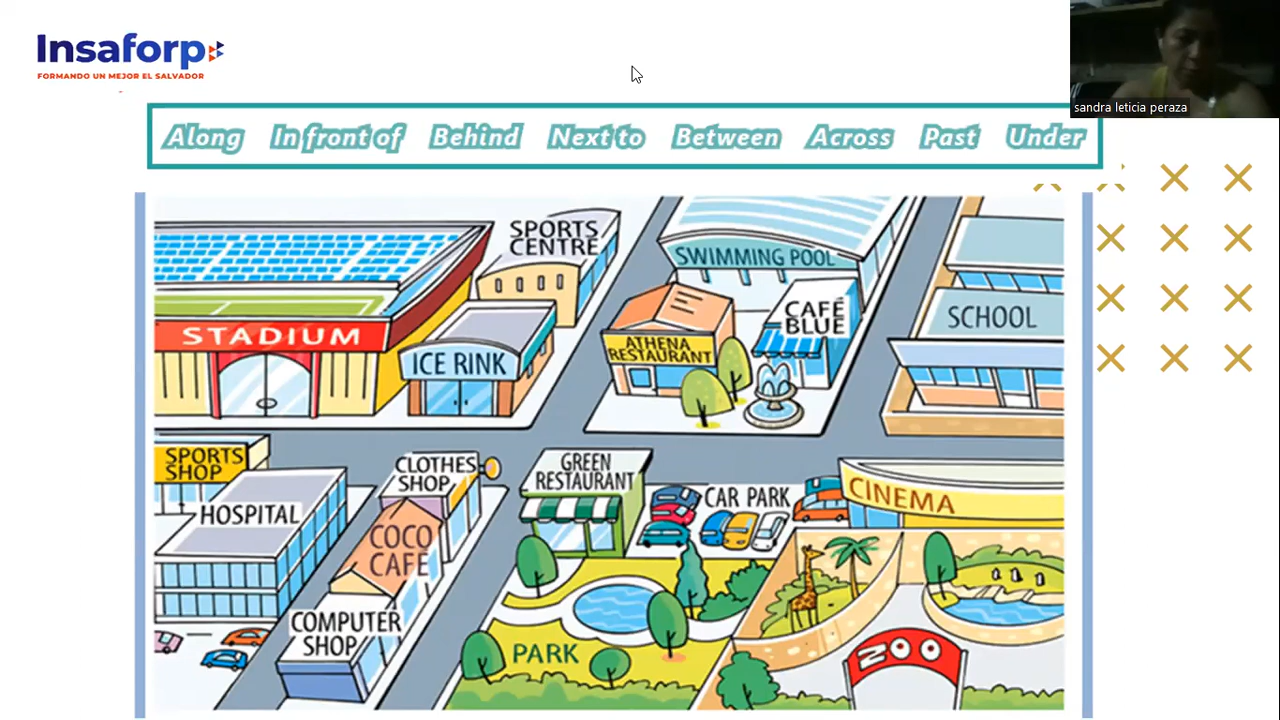 Insaforp
FORMANDO UN MEJOR EL SALVADOR
sandra leticia peraza
Along In front of Behind Next to Between Across Past Under
SPORTS
CENTRE
SWIMMING POOL
STADIUM
ICE RINK
ATHENA
RESTAURANT
CAFÉ
BLUE
SCHOOL
SPORTS
SHOP
HOSPITAL
CLOTHES
SHOP
COCO
CAFE
COMPUTER
SHOP
GREEN
RESTAURANT
CAR PARK
CINEMA
PARK
ZOO